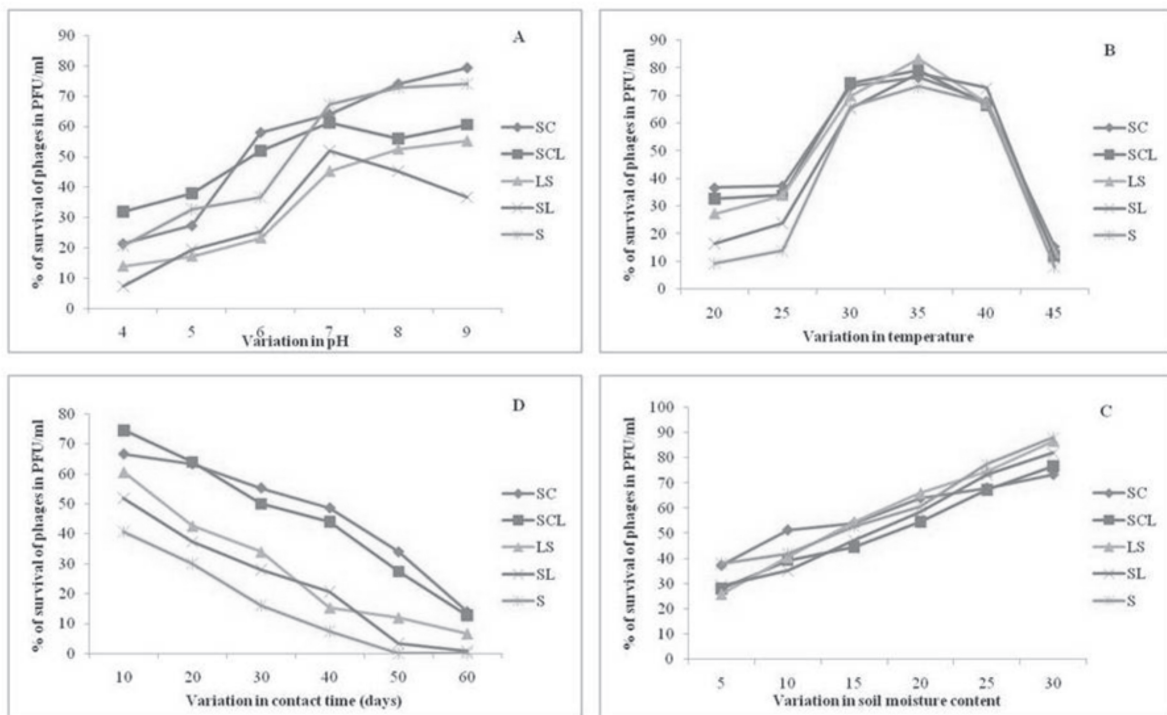 A
% of survival of phages in PFU/ml
90
80
70
60
50
40
30
20
10
0
4 5 6 7 8 9
Variation in pH
SC
SCL
LS
SL
S
B
% of survival of phages in PFU/ml
90
80
70
60
50
40
30
20
10
0
20 25 30 35 40 45
Variation in temperature
SC
SCL
LS
SL
S
D
% of survival of phages in PFU/ml
80
70
60
50
40
30
20
10
0
10 20 30 40 50 60
Variation in contact time (days)
SC
SCL
LS
SL
S
C
% of survival of phages in PFU/ml
100
90
80
70
60
50
40
30
20
10
0
5 10 15 20 25 30
Variation in soil moisture content
SC
SCL
LS
SL
S